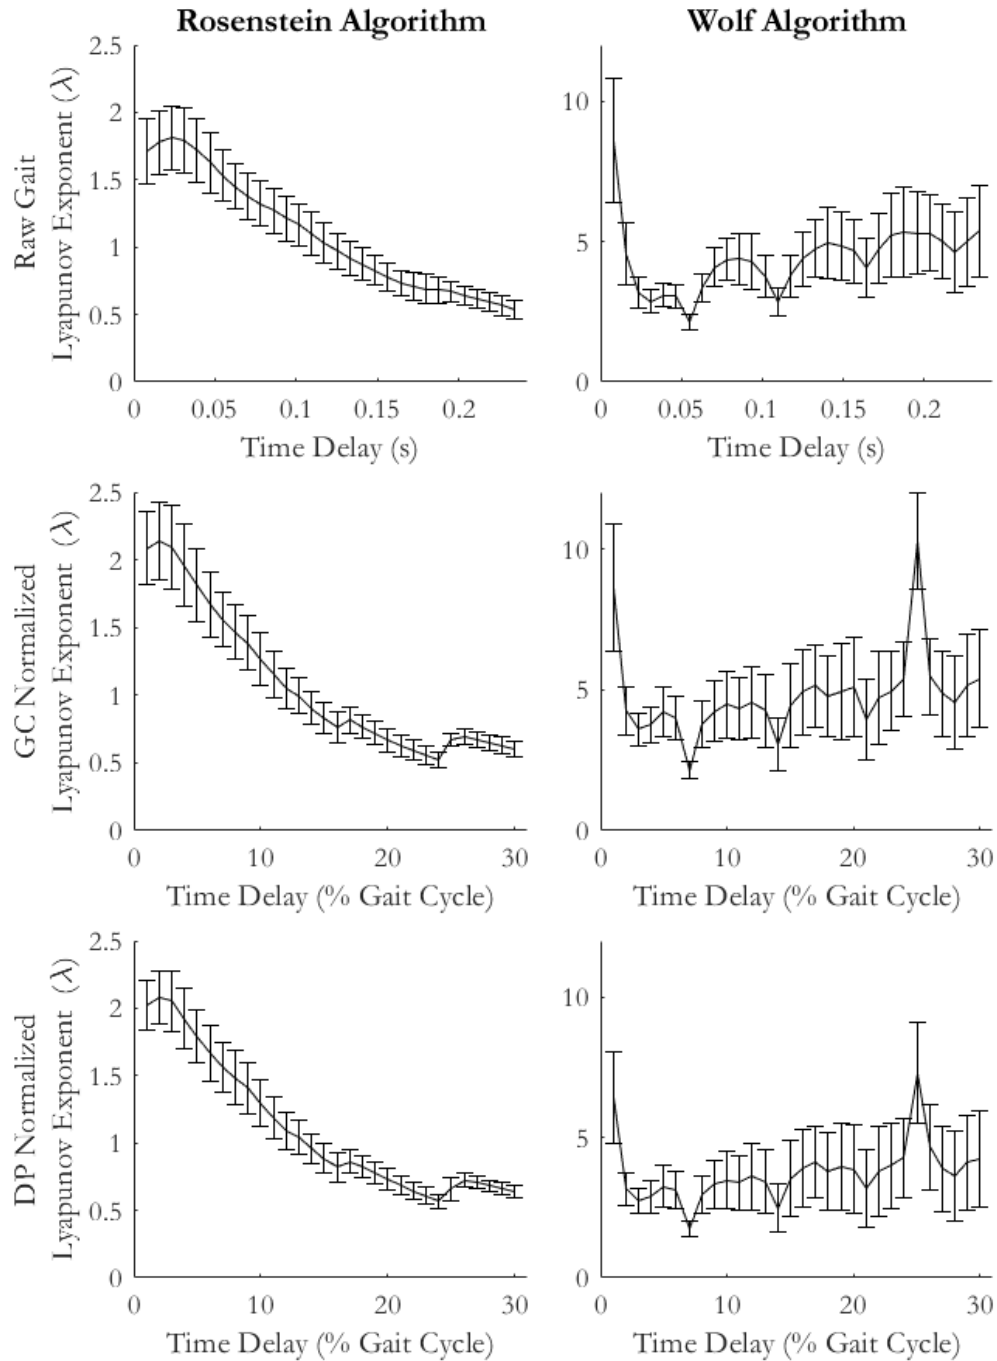 Rosenstein Algorithm
Wolf Algorithm
Raw Gait
Lyapunov Exponent (λ)
2.5
2
1.5
1
0.5
0
0 0.05 0.1 0.15 0.2
Time Delay (s)
10
5
0
0 0.05 0.1 0.15 0.2
Time Delay (s)
GC Normalized
Lyapunov Exponent (λ)
2.5
2
1.5
1
0.5
0
0 10 20 30
Time Delay (% Gait Cycle)
10
5
0
0 10 20 30
Time Delay (% Gait Cycle)
DP Normalized
Lyapunov Exponent (λ)
2.5
2
1.5
1
0.5
0
0 10 20 30
Time Delay (% Gait Cycle)
10
5
0
0 10 20 30
Time Delay (% Gait Cycle)